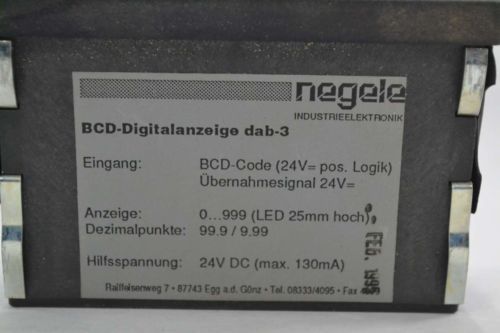 negele
INDUSTRIEELEKTRONIK
BCD-Digitalanzeige dab-3
Eingang: BCD-Code (24V= pos. Logik)
Übernahmesignal 24V=
Anzeige: 0...999 (LED 25mm hoch)
Dezimalpunkte: 99.9 / 9.99
Hilfsspannung: 24V DC (max. 130mA)
Raiffeisenweg 7 • 87743 Egg a.d. Günz • Tel. 08333/4095 • Fax
FEB. 1996